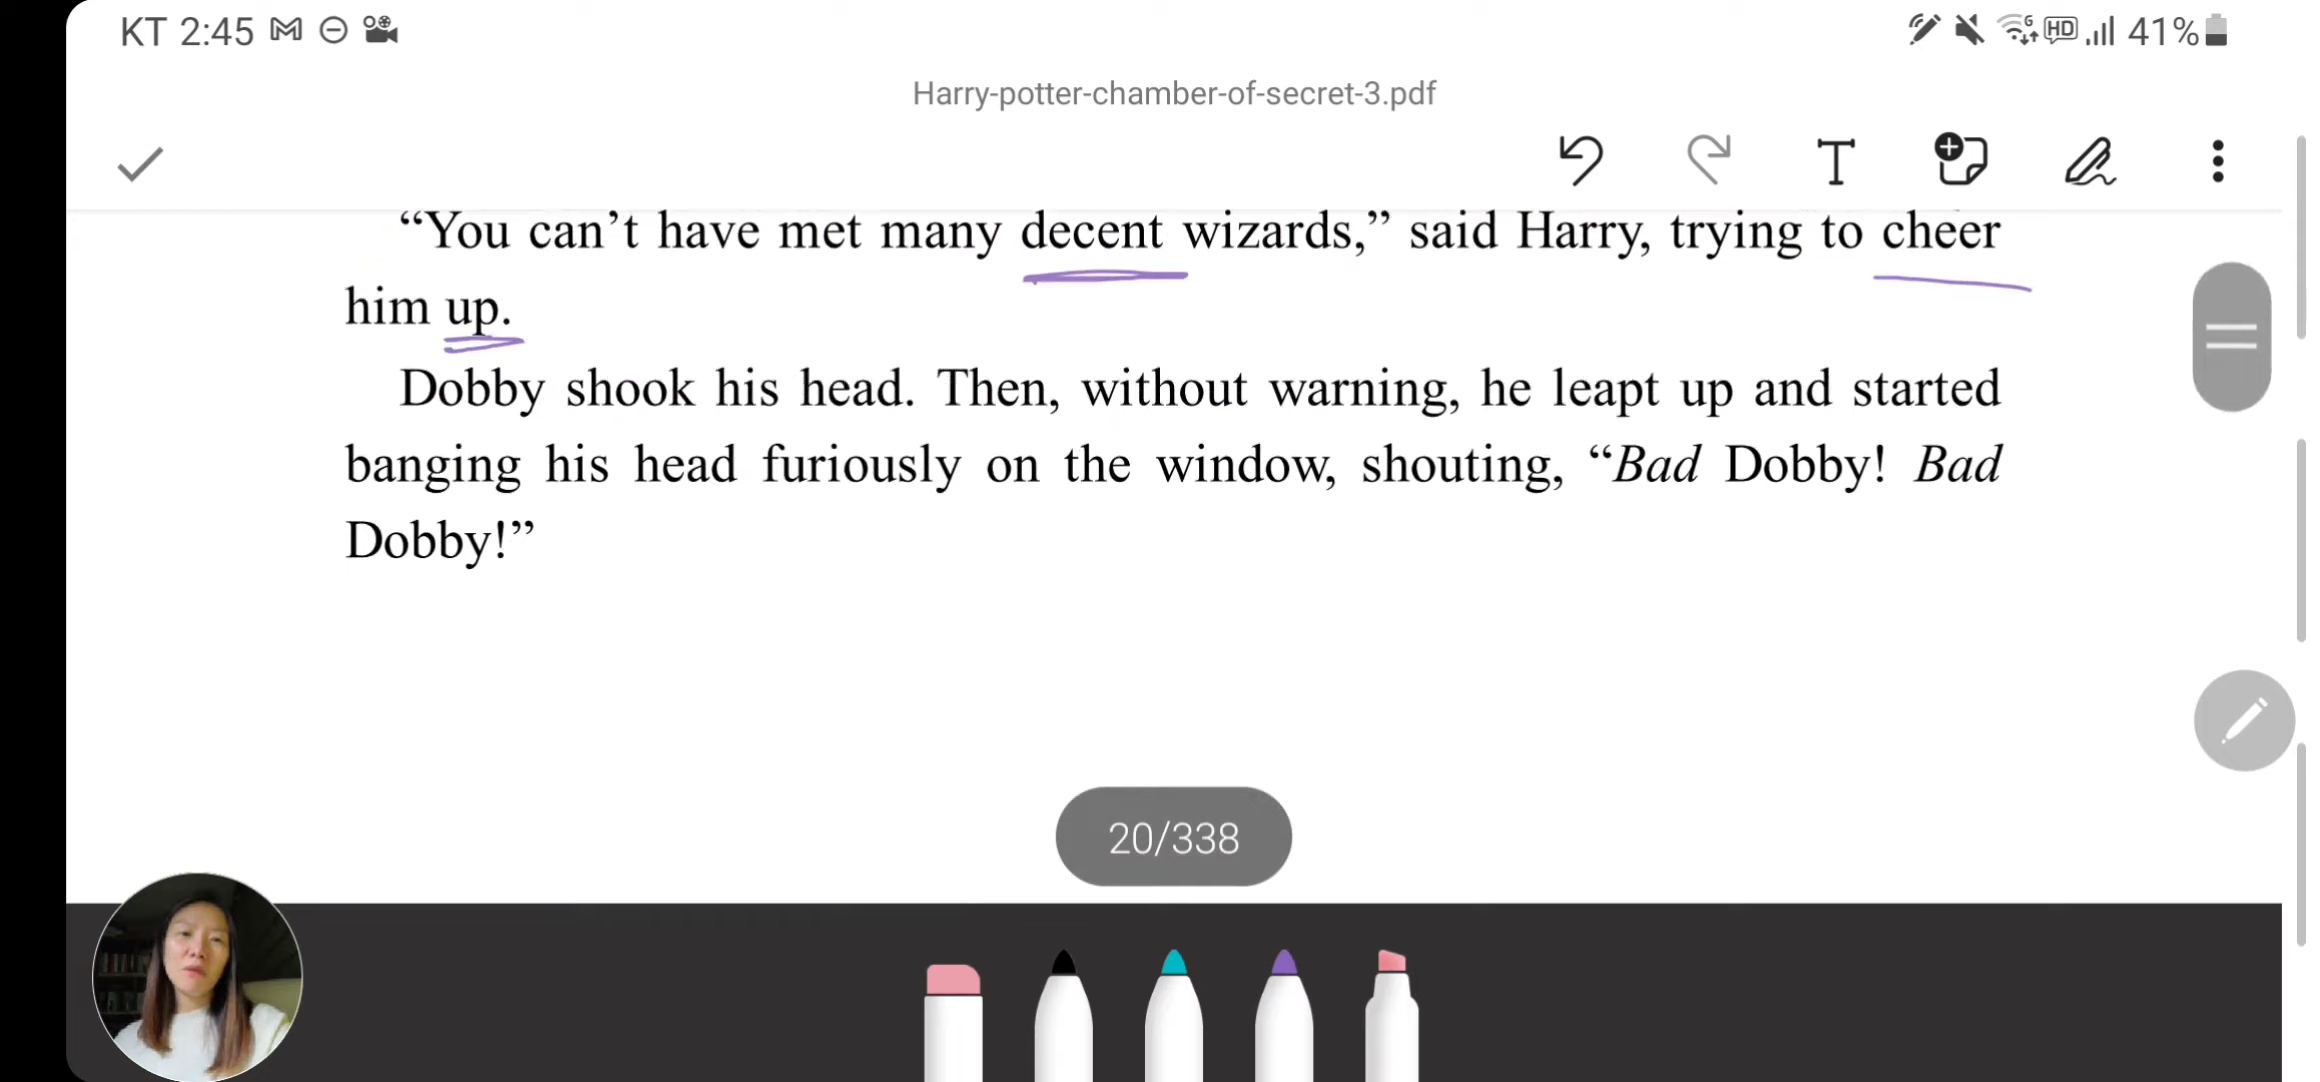 KT 2:45
HD 41%
Harry-potter-chamber-of-secret-3.pdf
“You can’t have met many decent wizards,” said Harry, trying to cheer
him up.
Dobby shook his head. Then, without warning, he leapt up and started
banging his head furiously on the window, shouting, “Bad Dobby! Bad
Dobby!”
20/338